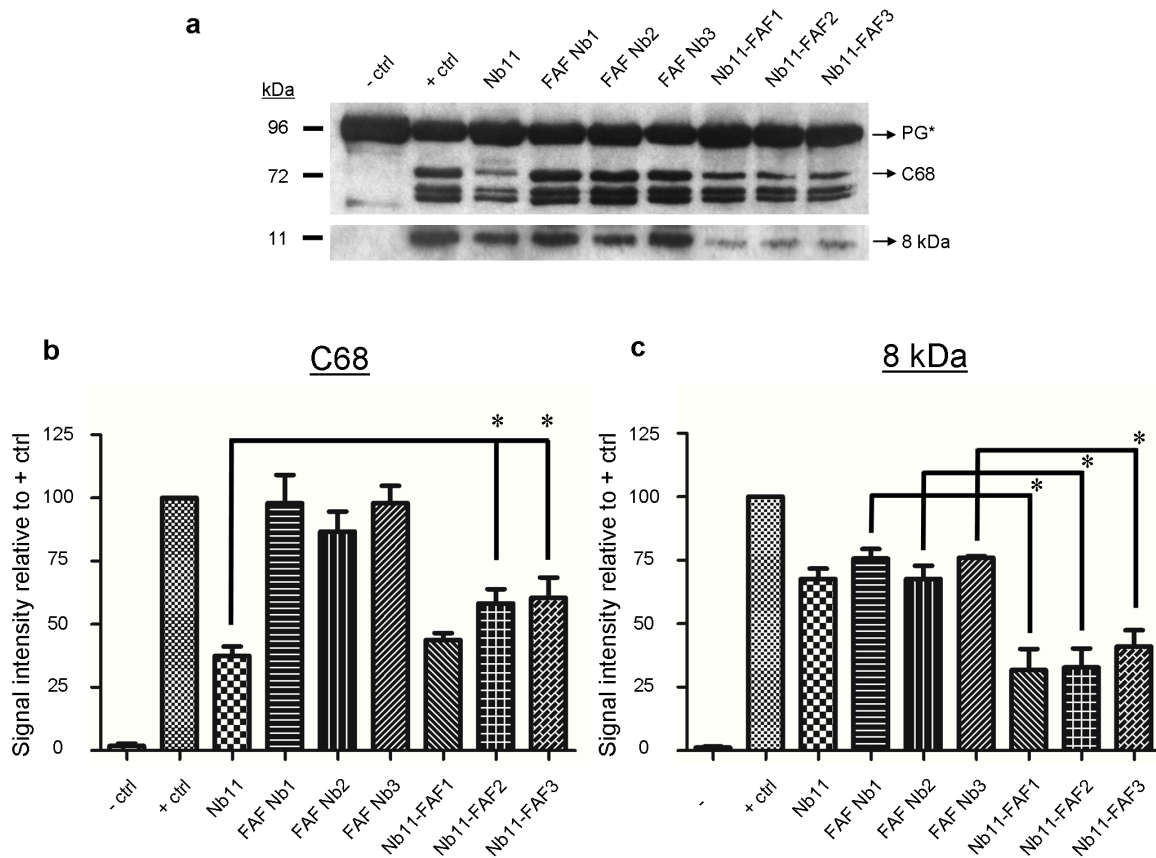 a
- ctrl
+ ctrl
Nb11
FAF Nb1
FAF Nb2
FAF Nb3
Nb11-FAF1
Nb11-FAF2
Nb11-FAF3
kDa
96
PG*
72
C68
11
8 kDa
b
C68
Signal intensity relative to + ctrl
125
100
75
50
25
0
* *
- ctrl
+ ctrl
Nb11
FAF Nb1
FAF Nb2
FAF Nb3
Nb11-FAF1
Nb11-FAF2
Nb11-FAF3
c
8 kDa
Signal intensity relative to + ctrl
125
100
75
50
25
0
*
*
*
-
+ ctrl
Nb11
FAF Nb1
FAF Nb2
FAF Nb3
Nb11-FAF1
Nb11-FAF2
Nb11-FAF3